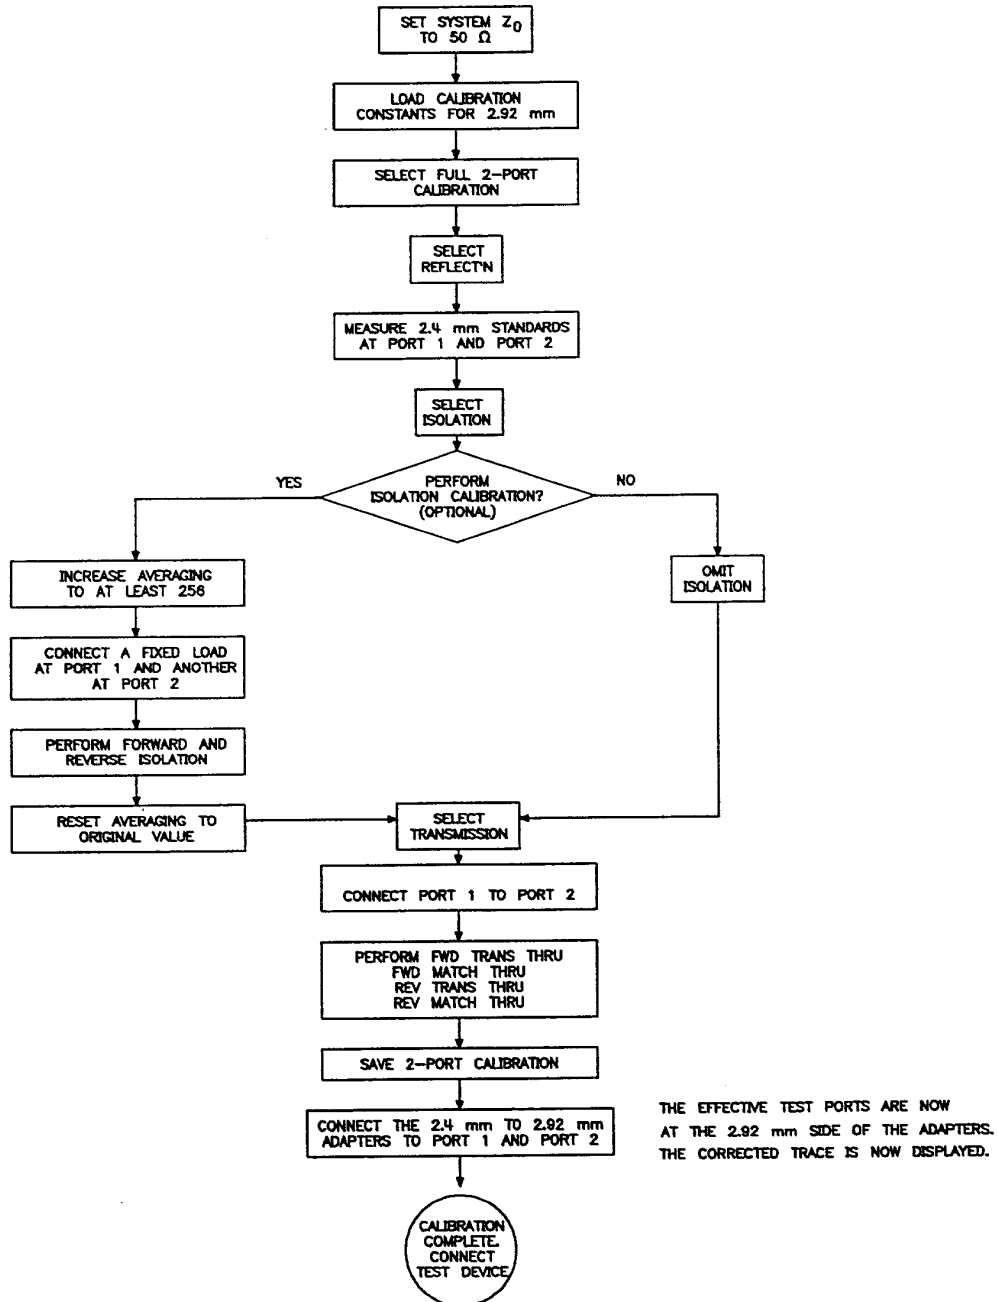 SET SYSTEM Z0
TO 50 Ω
LOAD CALIBRATION
CONSTANTS FOR 2.92 mm
SELECT FULL 2-PORT
CALIBRATION
SELECT
REFLECT'N
MEASURE 2.4 mm STANDARDS
AT PORT 1 AND PORT 2
SELECT
ISOLATION
PERFORM
ISOLATION CALIBRATION?
(OPTIONAL)
YES
NO
INCREASE AVERAGING
TO AT LEAST 256
OMIT
ISOLATION
CONNECT A FIXED LOAD
AT PORT 1 AND ANOTHER
AT PORT 2
PERFORM FORWARD AND
REVERSE ISOLATION
RESET AVERAGING TO
ORIGINAL VALUE
SELECT
TRANSMISSION
CONNECT PORT 1 TO PORT 2
PERFORM FWD TRANS THRU
FWD MATCH THRU
REV TRANS THRU
REV MATCH THRU
SAVE 2-PORT CALIBRATION
CONNECT THE 2.4 mm TO 2.92 mm
ADAPTERS TO PORT 1 AND PORT 2
THE EFFECTIVE TEST PORTS ARE NOW
AT THE 2.92 mm SIDE OF THE ADAPTERS.
THE CORRECTED TRACE IS NOW DISPLAYED.
CALIBRATION
COMPLETE.
CONNECT
TEST DEVICE